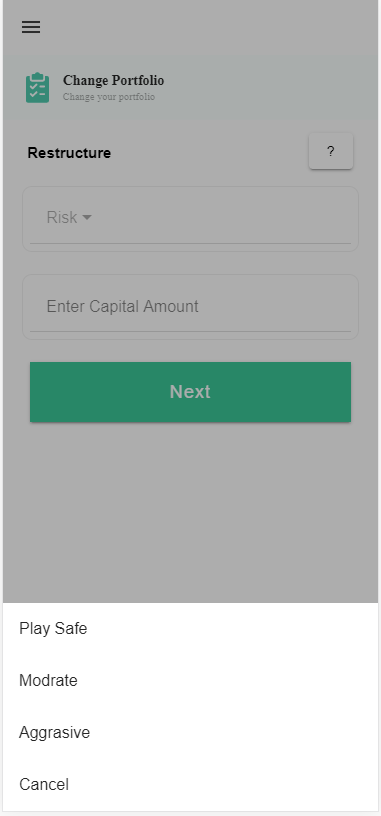 Change Portfolio
Change your portfolio
Restructure
?
Risk
Enter Capital Amount
Next
Play Safe
Modrate
Aggrasive
Cancel